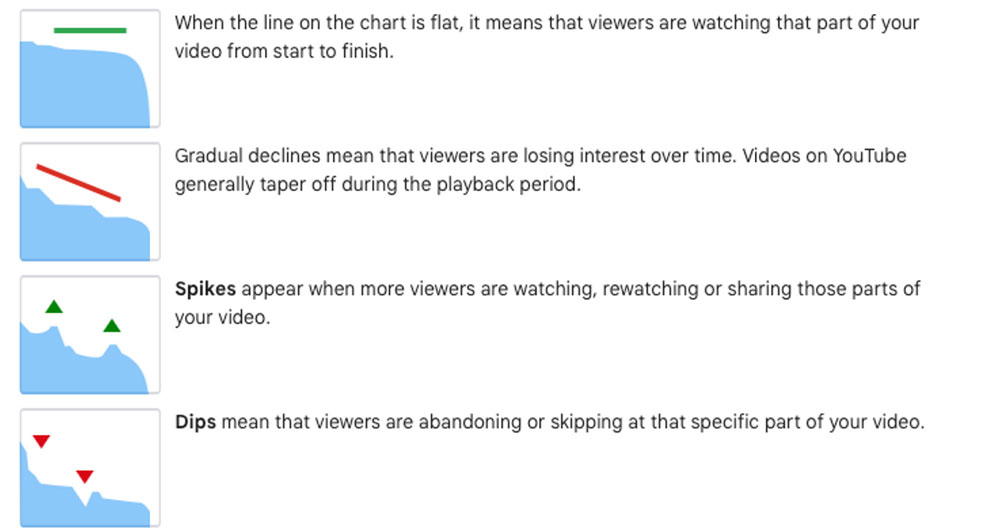 When the line on the chart is flat, it means that viewers are watching that part of your
video from start to finish.
Gradual declines mean that viewers are losing interest over time. Videos on YouTube
generally taper off during the playback period.
Spikes appear when more viewers are watching, rewatching or sharing those parts of
your video.
Dips mean that viewers are abandoning or skipping at that specific part of your video.